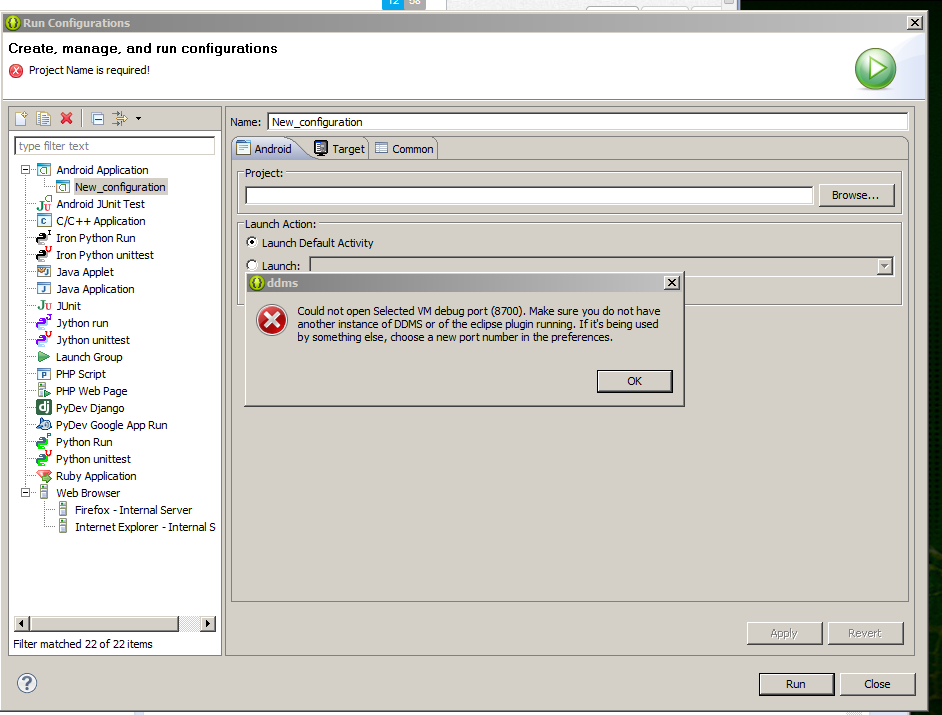 12 58
Run Configurations
Create, manage, and run configurations
Project Name is required!
type filter text
Android Application
New_configuration
Android JUnit Test
C/C++ Application
Iron Python Run
Iron Python unittest
Java Applet
Java Application
JUnit
Jython run
Jython unittest
Launch Group
PHP Script
PHP Web Page
PyDev Django
PyDev Google App Run
Python Run
Python unittest
Ruby Application
Web Browser
Firefox - Internal Server
Internet Explorer - Internal S
Filter matched 22 of 22 items
Name: New_configuration
Android Target Common
Project:
Browse...
Launch Action:
Launch Default Activity
Launch:
ddms
Could not open Selected VM debug port (8700). Make sure you do not have
another instance of DDMS or of the eclipse plugin running. If it's being used
by something else, choose a new port number in the preferences.
OK
Apply Revert
Run Close